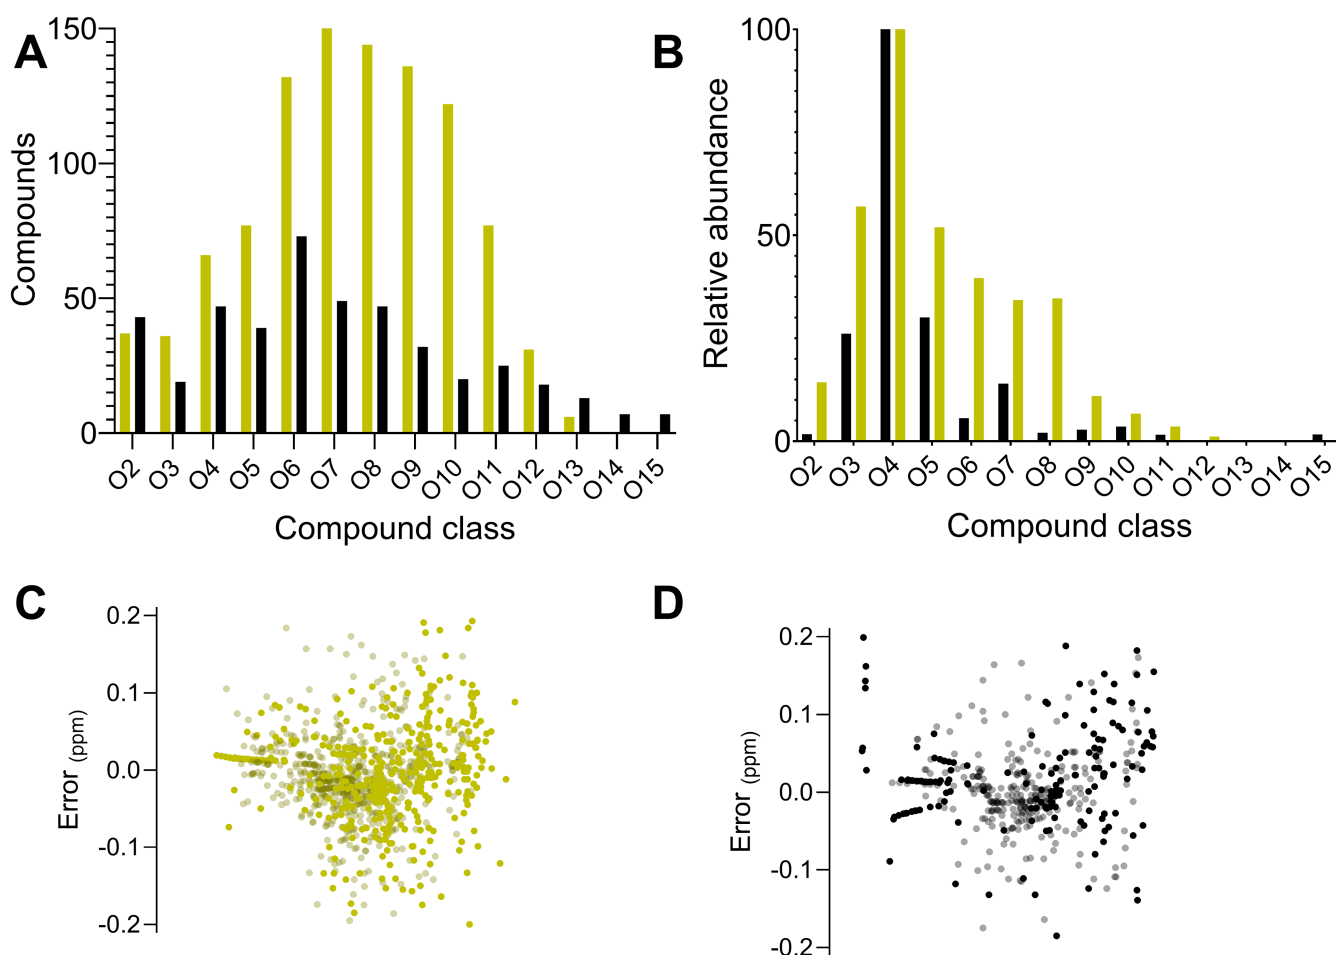 A
150
100
50
0
Compounds
O2 O3 O4 O5 O6 O7 O8 O9 O10 O11 O12 O13 O14 O15
Compound class
B
100
50
0
Relative abundance
O2 O3 O4 O5 O6 O7 O8 O9 O10 O11 O12 O13 O14 O15
Compound class
C
0.2
0.1
0.0
-0.1
-0.2
Error (ppm)
D
0.2
0.1
0.0
-0.1
-0.2
Error (ppm)